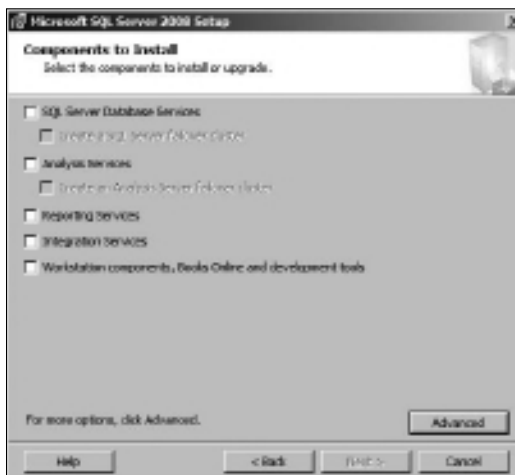 Microsoft SQL Server 2008 Setup
Components to Install
Select the components to install or upgrade.
SQL Server Database Services
Create a SQL Server failover cluster
Analysis Services
Create an Analysis Server failover cluster
Reporting Services
Integration Services
Workstation components, Books Online and development tools
For more options, click Advanced.
Advanced
Help
< Back
Next >
Cancel